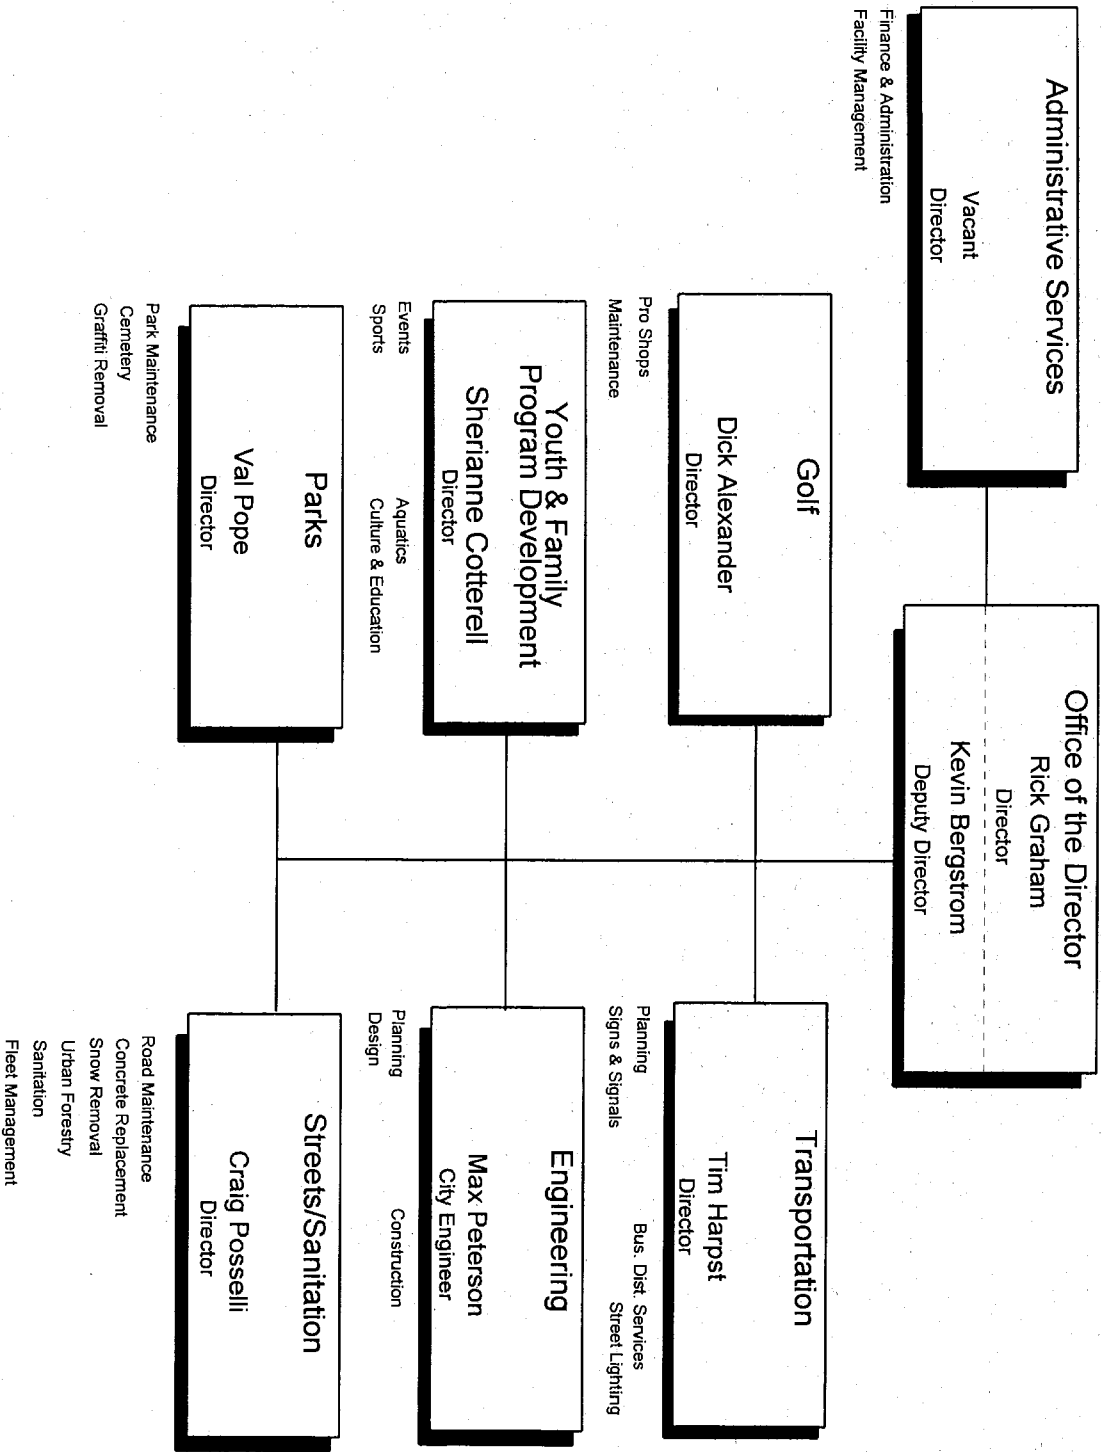 Office of the Director
Rick Graham
Director
Kevin Bergstrom
Deputy Director
Administrative Services
Vacant
Director
Finance & Administration
Facility Management
Golf
Dick Alexander
Director
Pro Shops
Maintenance
Transportation
Tim Harpst
Director
Planning
Bus. Dist. Services
Signs & Signals
Street Lighting
Youth & Family
Program Development
Sherianne Cotterell
Director
Events
Aquatics
Sports
Culture & Education
Engineering
Max Peterson
City Engineer
Planning
Construction
Design
Parks
Val Pope
Director
Park Maintenance
Cemetery
Graffiti Removal
Streets/Sanitation
Craig Posselli
Director
Road Maintenance
Concrete Replacement
Snow Removal
Urban Forestry
Sanitation
Fleet Management